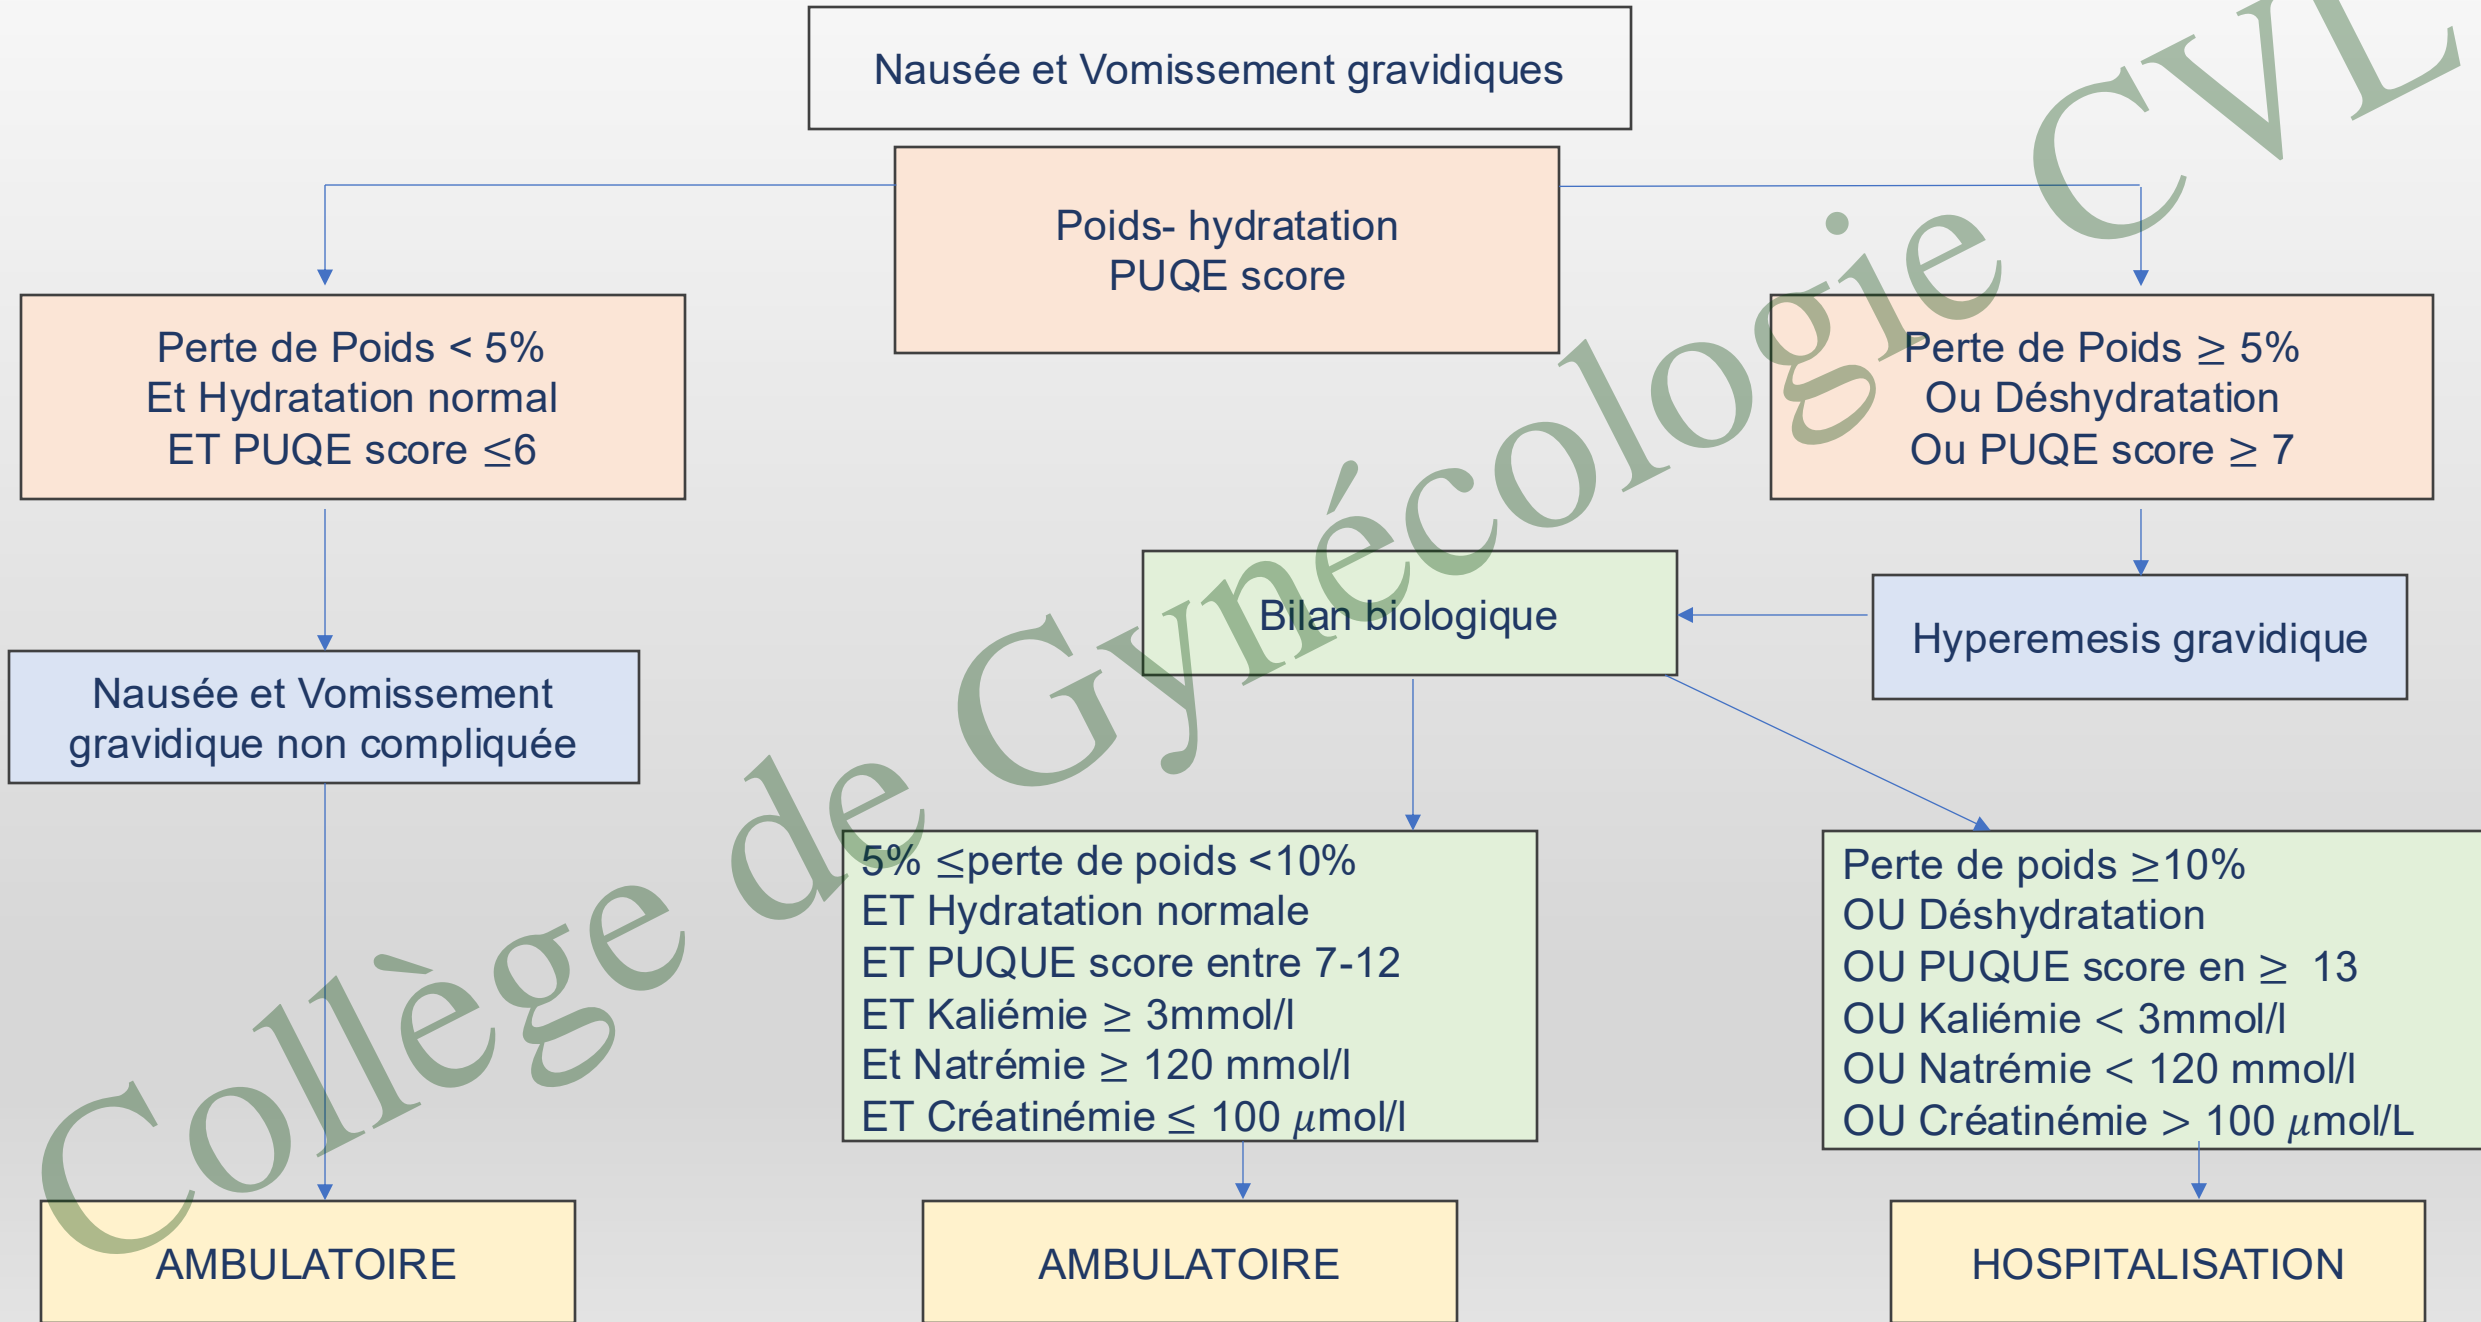 Nausée et Vomissement gravidiques
Poids- hydratation
PUQE score
Perte de Poids < 5%
Et Hydratation normal
ET PUQE score ≤6
Perte de Poids ≥ 5%
Ou Déshydratation
Ou PUQE score ≥ 7
Nausée et Vomissement
gravidique non compliquée
Bilan biologique
Hyperemesis gravidique
5% ≤perte de poids <10%
ET Hydratation normale
ET PUQUE score entre 7-12
ET Kaliémie ≥ 3mmol/l
Et Natrémie ≥ 120 mmol/l
ET Créatinémie ≤ 100 µmol/l
Perte de poids ≥10%
OU Déshydratation
OU PUQUE score en ≥ 13
OU Kaliémie < 3mmol/l
OU Natrémie < 120 mmol/l
OU Créatinémie > 100 µmol/L
AMBULATOIRE
AMBULATOIRE
HOSPITALISATION
Collège de Gynécologie CVL